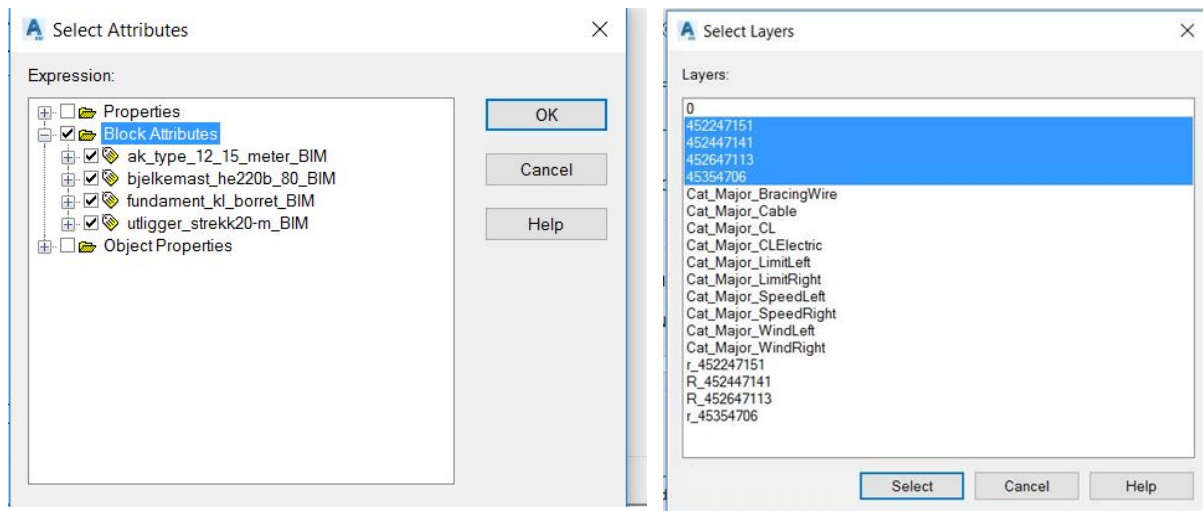 Select Attributes
Expression:
Properties
Block Attributes
ak_type_12_15_meter_BIM
bjelkemast_he220b_80_BIM
fundament_kl_borret_BIM
utligger_strekk20-m_BIM
Object Properties
OK
Cancel
Help
Select Layers
Layers:
0
452247151
452447141
452647113
45354706
Cat_Major_BracingWire
Cat_Major_Cable
Cat_Major_CL
Cat_Major_CLElectric
Cat_Major_LimitLeft
Cat_Major_LimitRight
Cat_Major_SpeedLeft
Cat_Major_SpeedRight
Cat_Major_WindLeft
Cat_Major_WindRight
r_452247151
R_452447141
R_452647113
r_45354706
Select
Cancel
Help